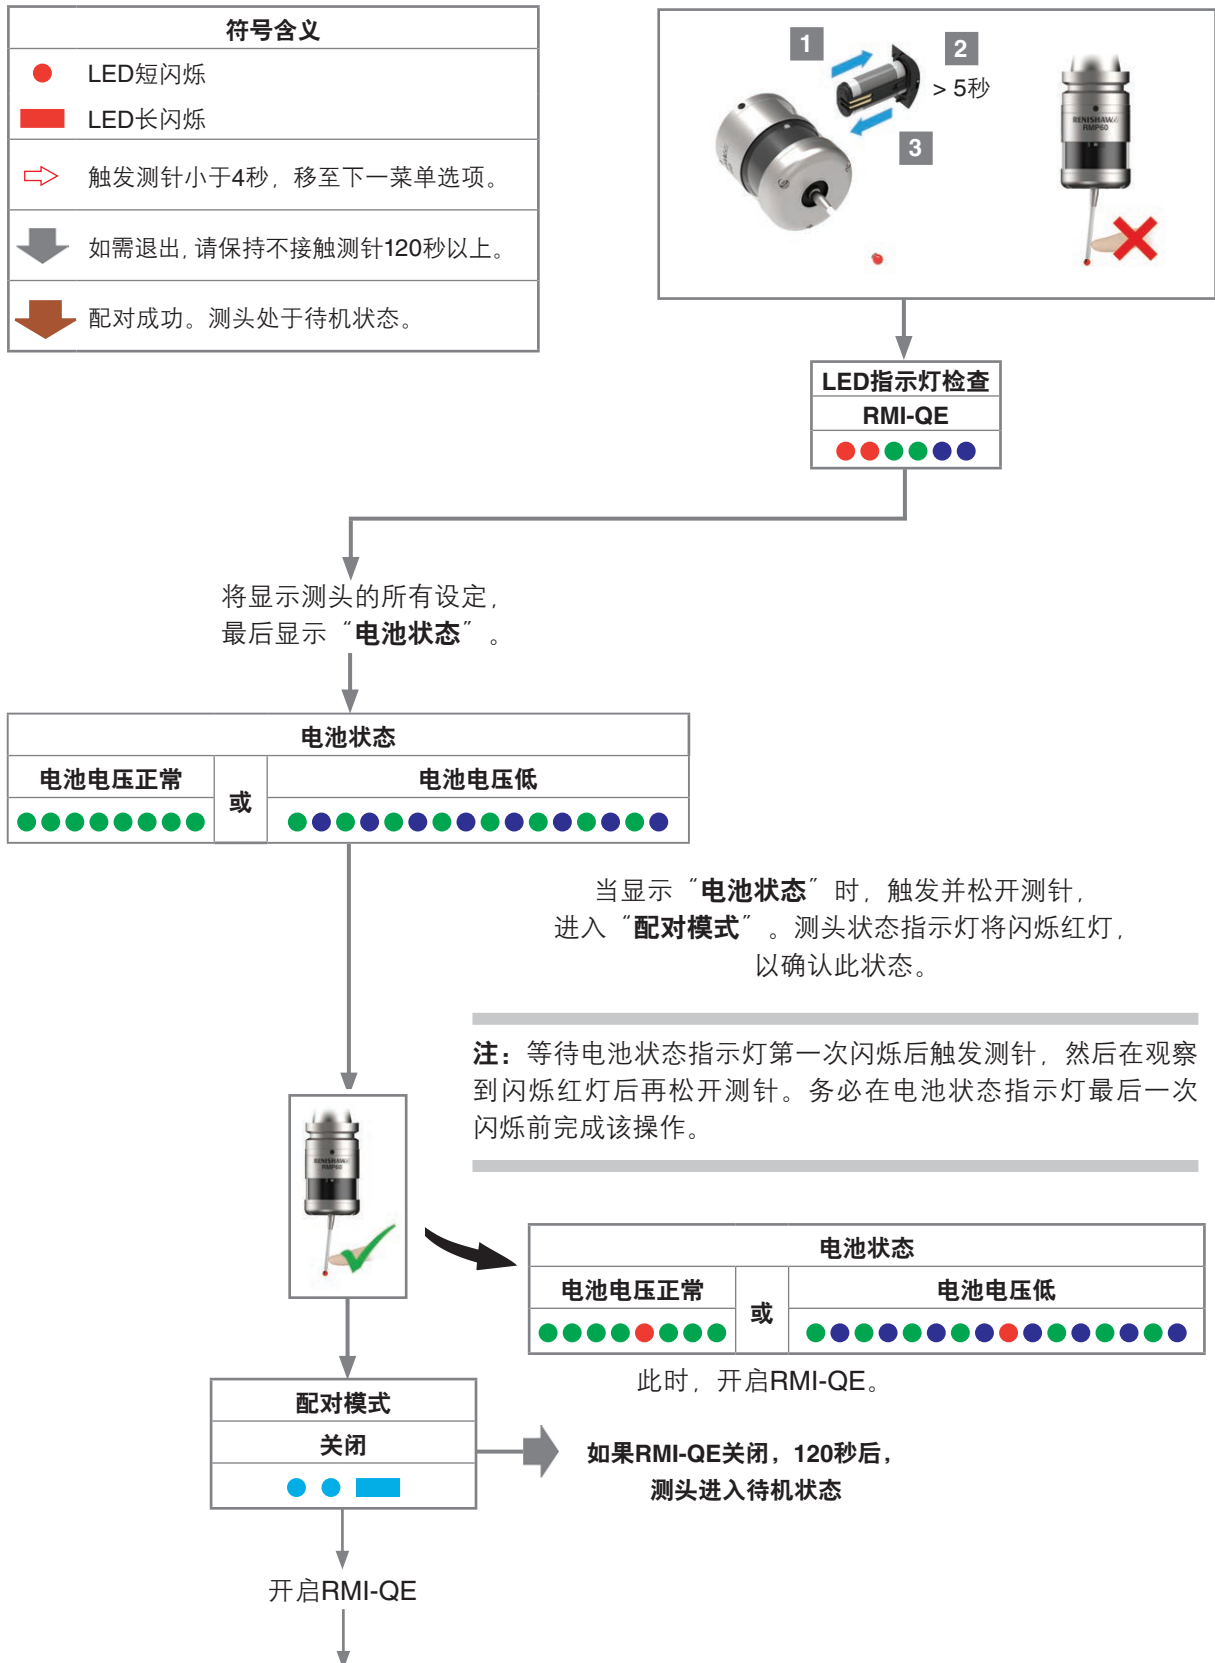 符号含义
LED短闪烁
LED长闪烁
触发测针小于4秒，移至下一菜单选项。
如需退出, 请保持不接触测针120秒以上。
配对成功。测头处于待机状态。
1
2
> 5秒
3
RENISHAW
RMP60
LED指示灯检查
RMI-QE
将显示测头的所有设定，
最后显示“电池状态”。
电池状态
电池电压正常
或
电池电压低
当显示“电池状态”时，触发并松开测针，
进入“配对模式”。测头状态指示灯将闪烁红灯，
以确认此状态。
注：等待电池状态指示灯第一次闪烁后触发测针，然后在观察
到闪烁红灯后再松开测针。务必在电池状态指示灯最后一次
闪烁前完成该操作。
RENISHAW
RMP60
电池状态
电池电压正常
或
电池电压低
此时，开启RMI-QE。
配对模式
关闭
如果RMI-QE关闭，120秒后，
测头进入待机状态
开启RMI-QE